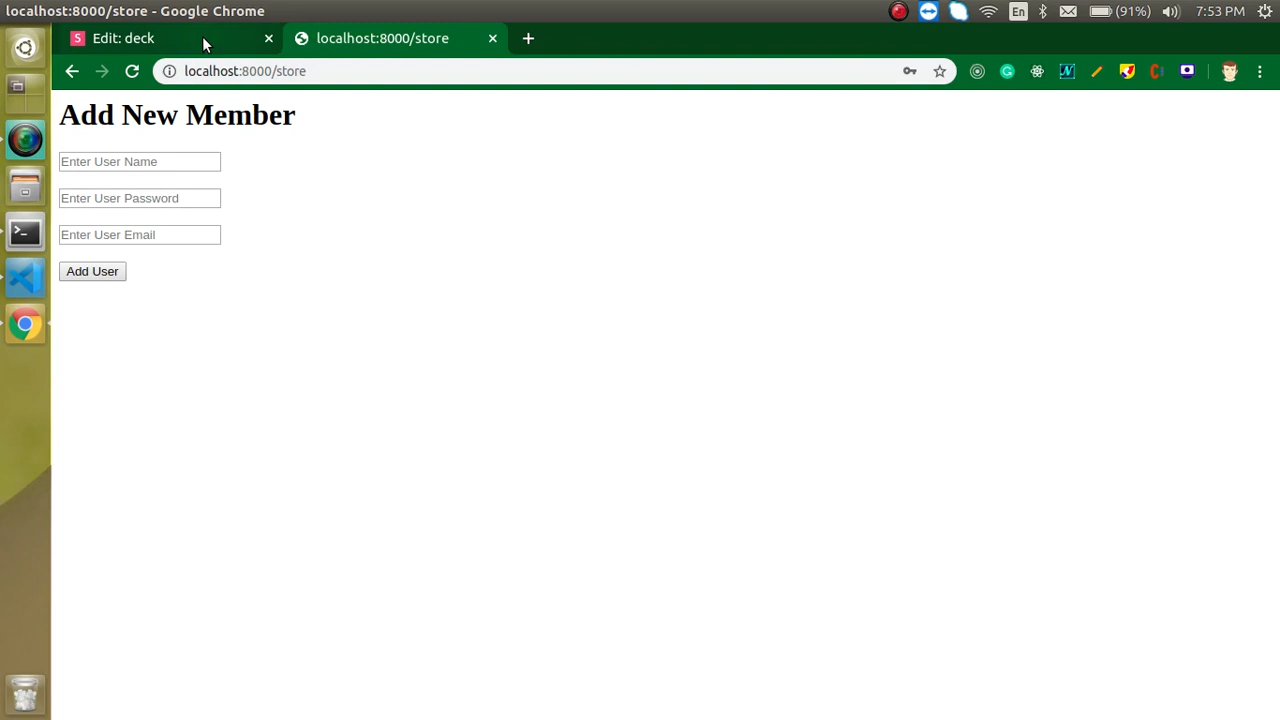 localhost:8000/store - Google Chrome
En
(91%)
7:53 PM
Edit: deck
localhost:8000/store
localhost:8000/store
Add New Member
Enter User Name
Enter User Password
Enter User Email
Add User